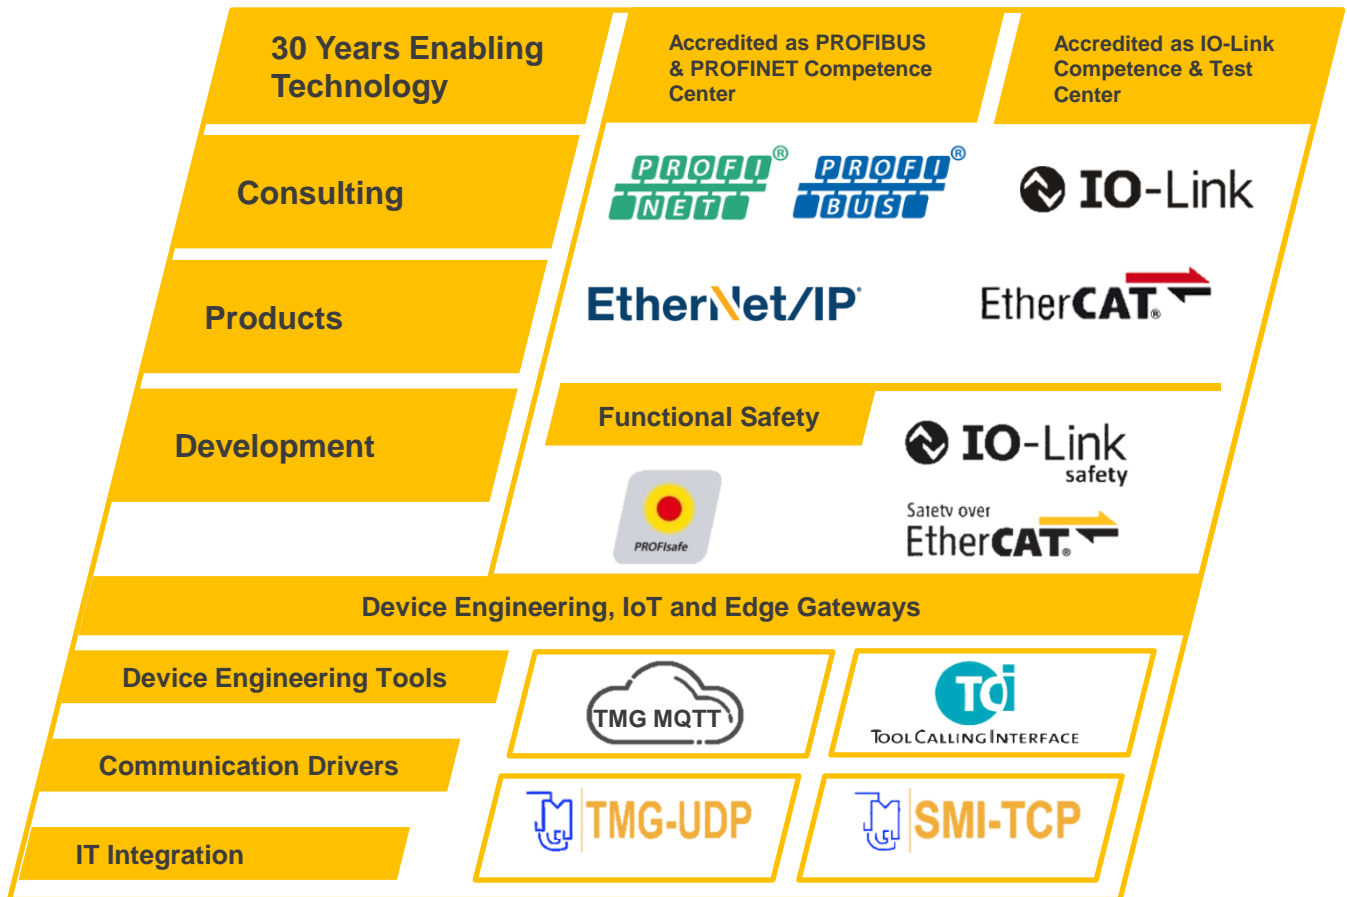 30 Years Enabling
Technology
Accredited as PROFIBUS
& PROFINET Competence
Center
Accredited as IO-Link
Competence & Test
Center
Consulting
PROFI®
NET
PROFI®
BUS
IO-Link
Products
EtherNet/IP
EtherCAT®
Development
Functional Safety
IO-Link
safety
PROFIsafe
Safety over
EtherCAT®
Device Engineering, IoT and Edge Gateways
Device Engineering Tools
TMG MQTT
TCi
TOOL CALLING INTERFACE
Communication Drivers
TMG-UDP
SMI-TCP
IT Integration